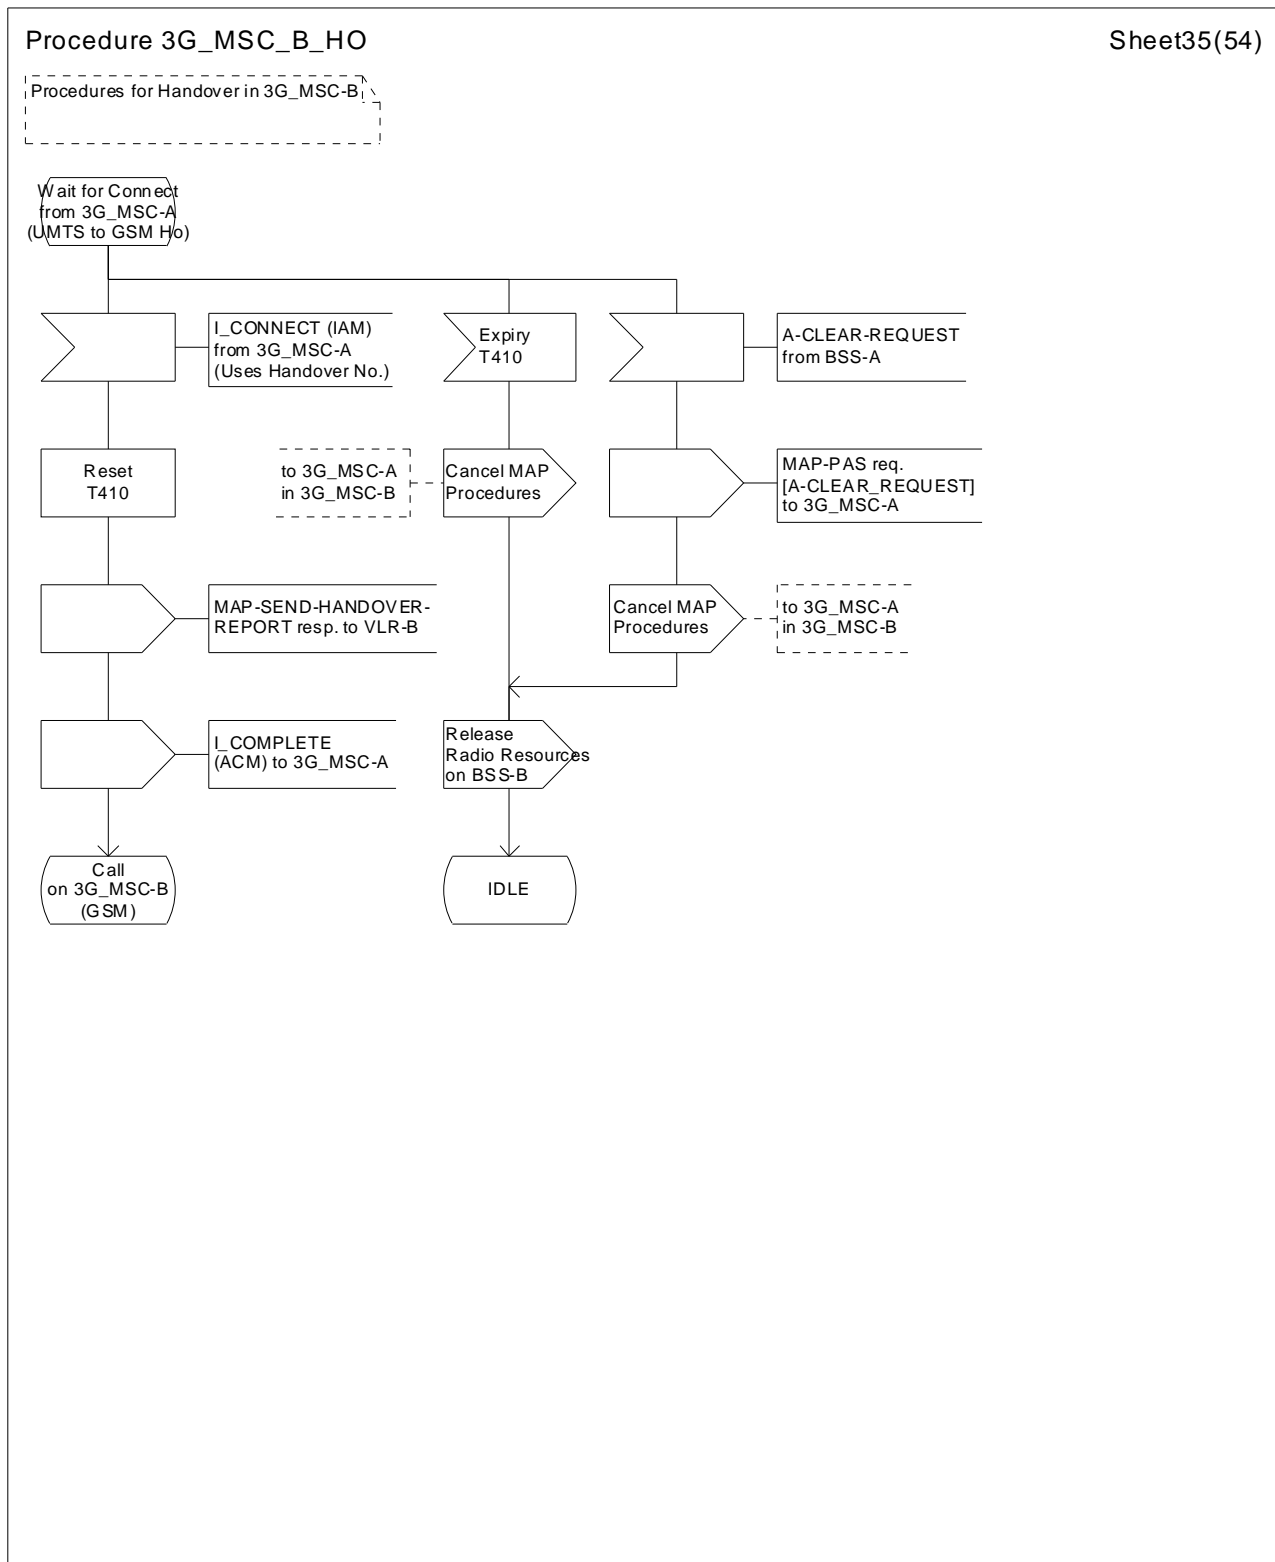 Procedure 3G_MSC_B_HO
Sheet35(54)
Procedures for Handover in 3G_MSC-B
Wait for Connect
from 3G_MSC-A
(UMTS to GSM Ho)
I_CONNECT (IAM)
from 3G_MSC-A
(Uses Handover No.)
Expiry
T410
A-CLEAR-REQUEST
from BSS-A
Reset
T410
to 3G_MSC-A
in 3G_MSC-B
Cancel MAP
Procedures
MAP-PAS req.
[A-CLEAR_REQUEST]
to 3G_MSC-A
MAP-SEND-HANDOVER-
REPORT resp. to VLR-B
Cancel MAP
Procedures
to 3G_MSC-A
in 3G_MSC-B
I_COMPLETE
(ACM) to 3G_MSC-A
Release
Radio Resources
on BSS-B
Call
on 3G_MSC-B
(GSM)
IDLE